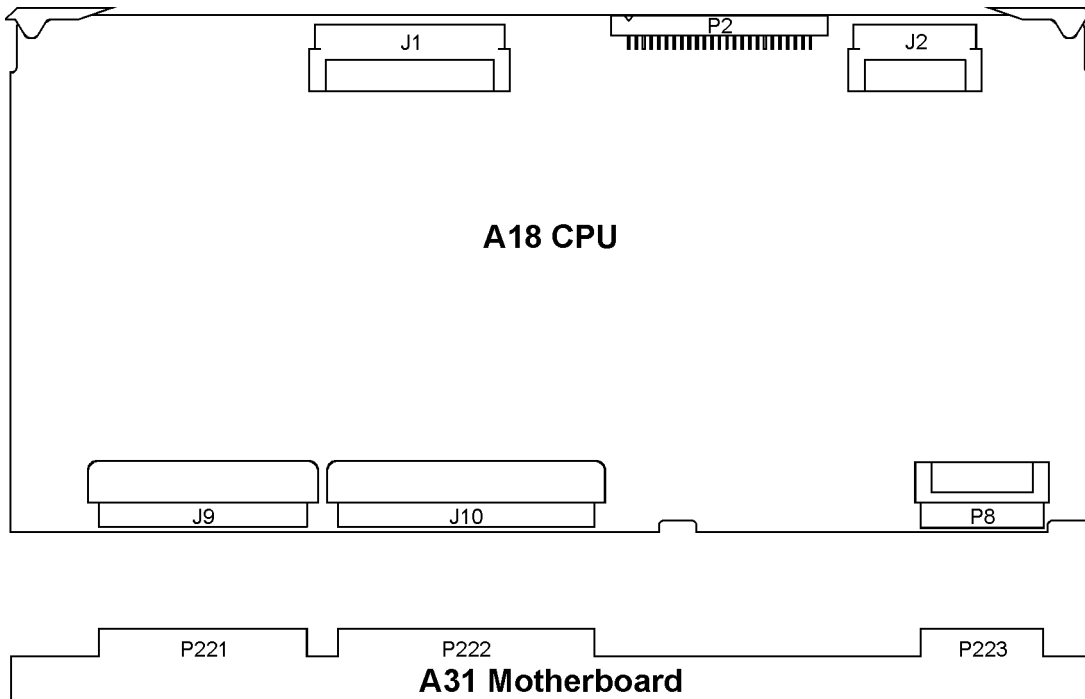 J1
P2
J2
A18 CPU
J9
J10
P8
P221
P222
P223
A31 Motherboard